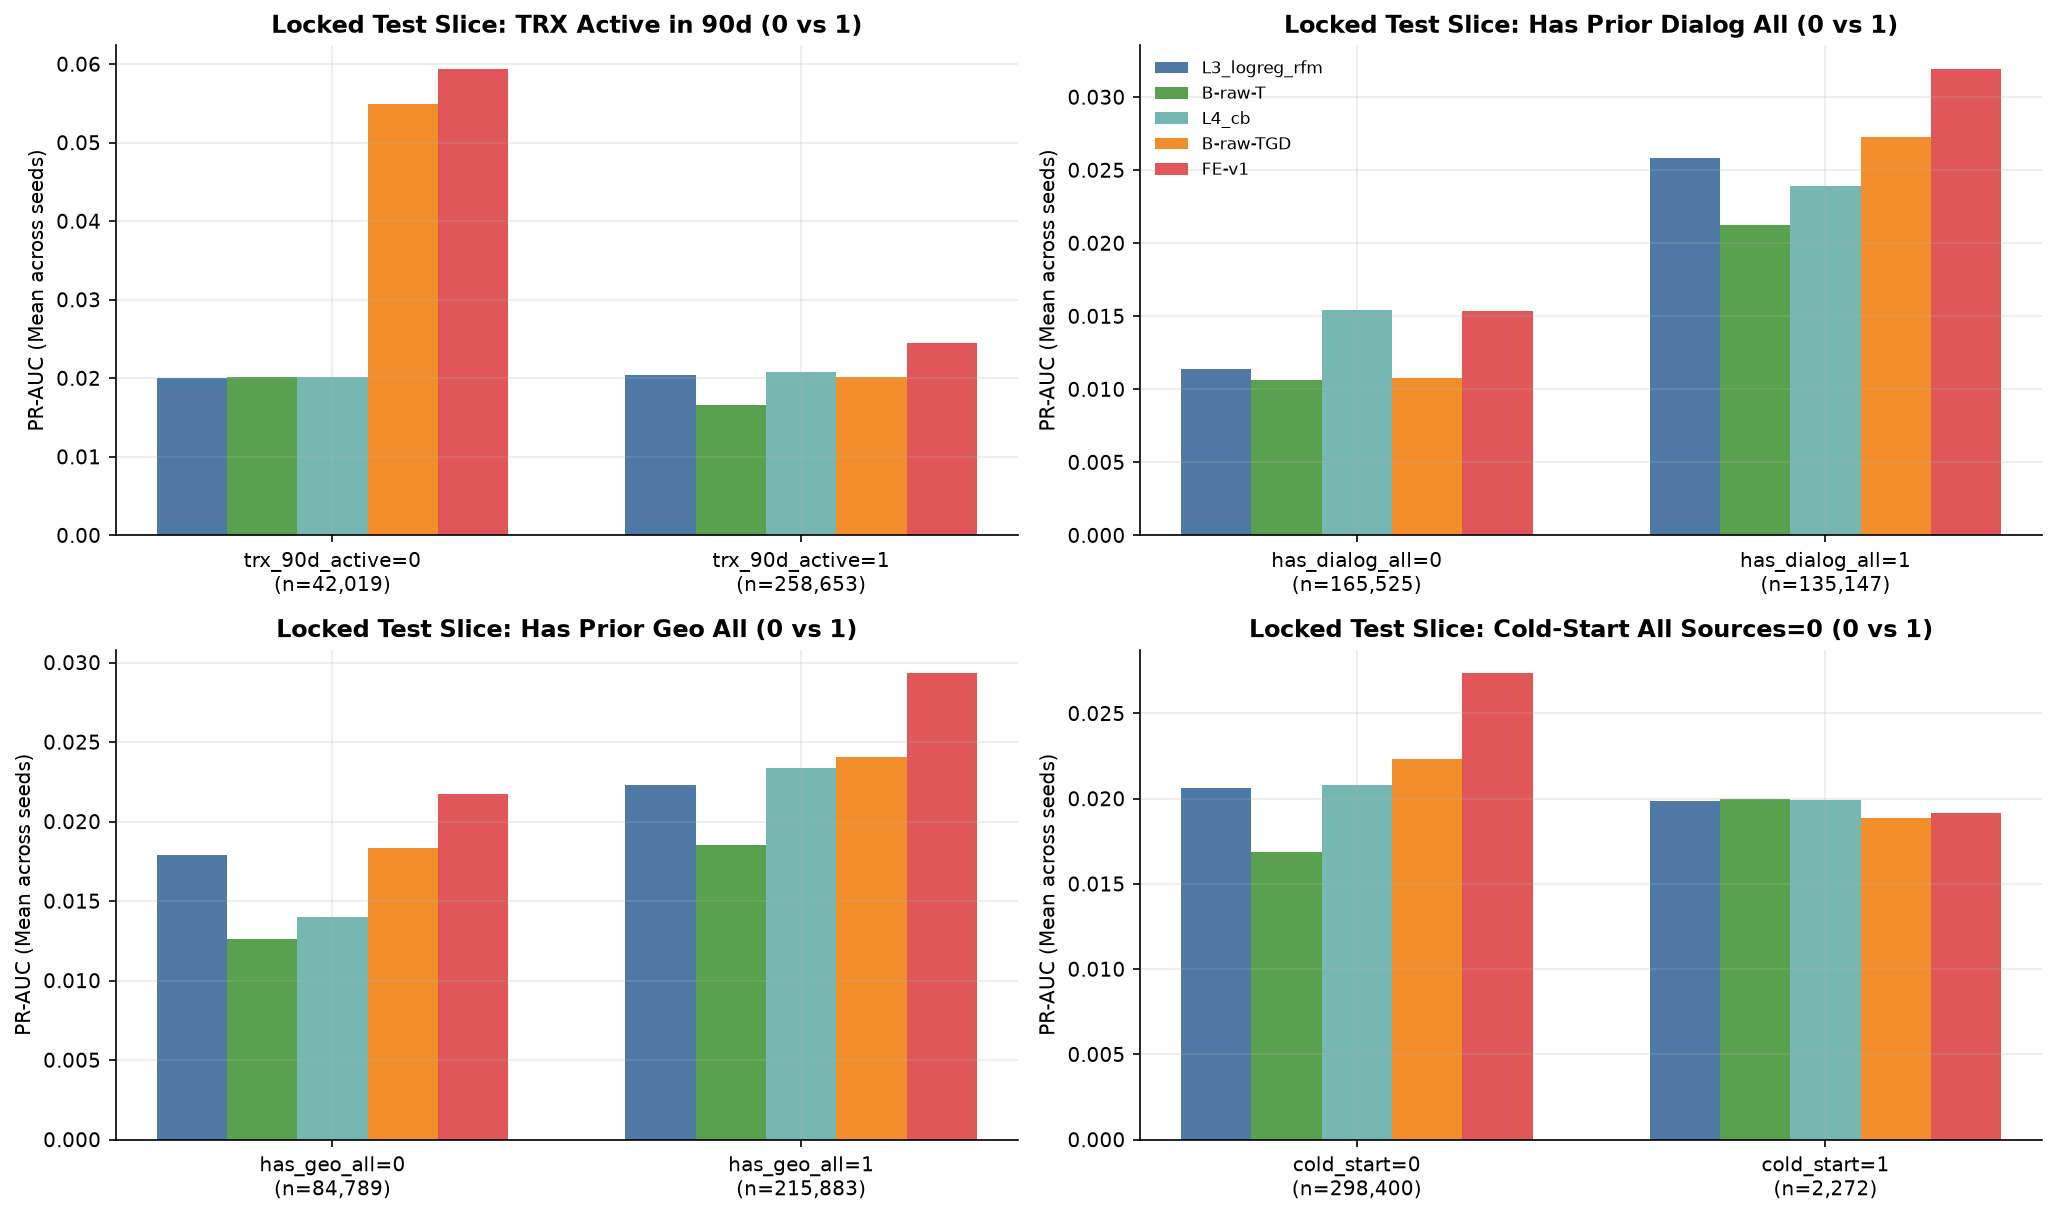 Locked Test Slice: TRX Active in 90d (0 vs 1)
PR-AUC (Mean across seeds)
0.06
0.05
0.04
0.03
0.02
0.01
0.00
trx_90d_active=0
(n=42,019)
trx_90d_active=1
(n=258,653)
Locked Test Slice: Has Prior Dialog All (0 vs 1)
PR-AUC (Mean across seeds)
L3_logreg_rfm
B-raw-T
L4_cb
B-raw-TGD
FE-v1
0.030
0.025
0.020
0.015
0.010
0.005
0.000
has_dialog_all=0
(n=165,525)
has_dialog_all=1
(n=135,147)
Locked Test Slice: Has Prior Geo All (0 vs 1)
PR-AUC (Mean across seeds)
0.030
0.025
0.020
0.015
0.010
0.005
0.000
has_geo_all=0
(n=84,789)
has_geo_all=1
(n=215,883)
Locked Test Slice: Cold-Start All Sources=0 (0 vs 1)
PR-AUC (Mean across seeds)
0.025
0.020
0.015
0.010
0.005
0.000
cold_start=0
(n=298,400)
cold_start=1
(n=2,272)